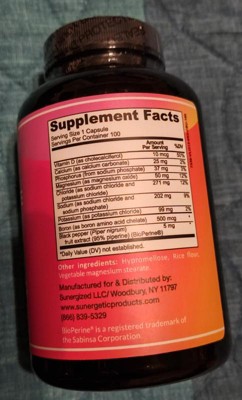 Supplement Facts
Serving Size 1 Capsule
Servings Per Container 100
Amount Per Serving %DV
Vitamin D (as cholecalciferol) 10 mcg
Calcium (as calcium carbonate) 25 mg 2%
Phosphorus (from sodium phosphate) 37 mg
Magnesium (as magnesium oxide) 12%
Chloride (as sodium chloride and potassium chloride) 271 mg 12%
Sodium (as sodium chloride and sodium phosphate) 202 mg 9%
Potassium (as potassium chloride) 99 mg 2%
Boron (as boron amino acid chelate) 500 mcg *
Black pepper (Piper nigrum) 5 mg *
fruit extract (95% piperine) (BioPerine®)
*Daily Value (DV) not established.
Other ingredients: Hypromellose, Rice flour,
vegetable magnesium stearate.
Manufactured for & Distributed by:
Sunergized LLC/ Woodbury, NY 11797
www.sunergeticproducts.com
(866) 839-5329
BioPerine® is a registered trademark of
the Sabinsa Corporation